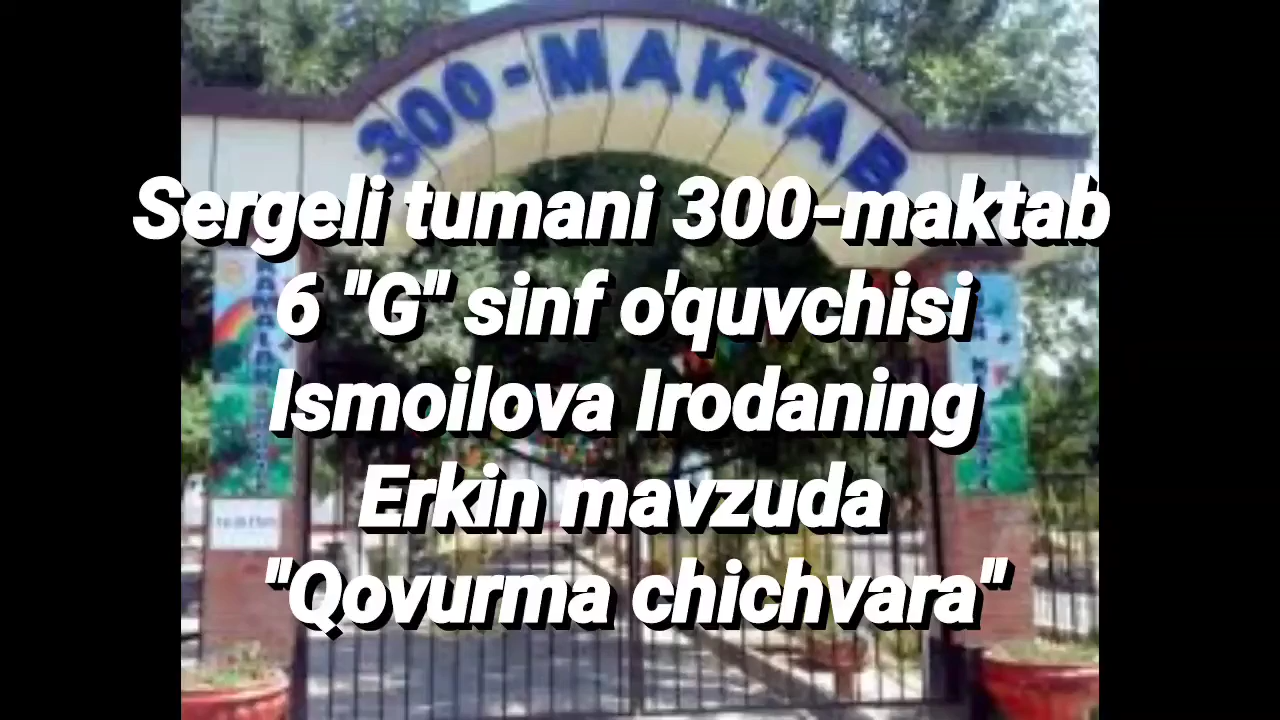 300-MAKTAB
Sergeli tumani 300-maktab
6 "G" sinf o'quvchisi
Ismoilova Irodaning
Erkin mavzuda
"Qovurma chichvara"